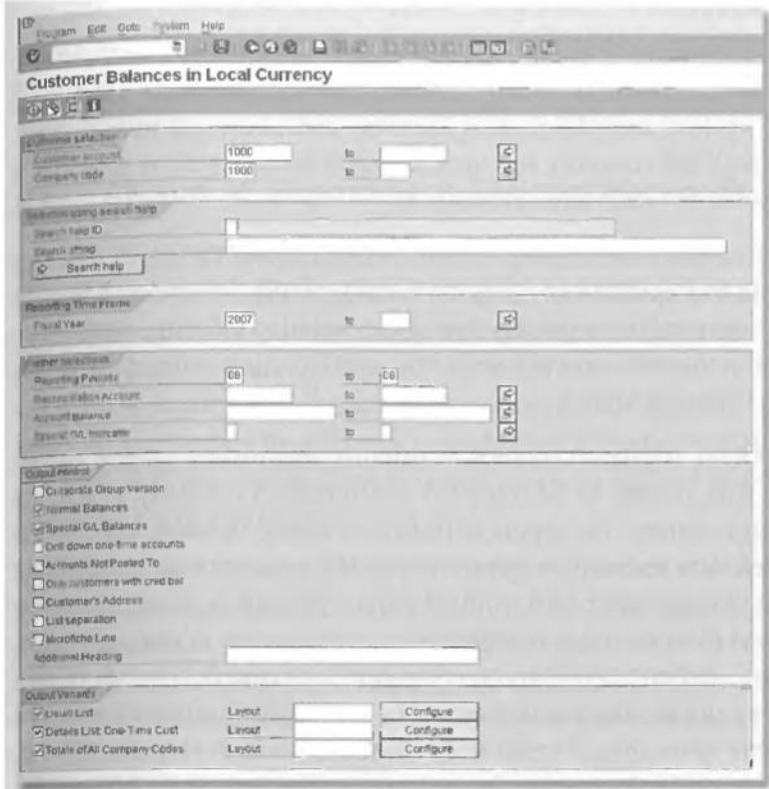 Program Edit Goto System Help
Customer Balances in Local Currency
Customer selection
Customer account 1000 to
Company code 1000 to
Selection using search help
Search help ID
Search string
Search help
Reporting Time Frame
Fiscal Year 2007 to
Further selections
Reporting Periods 08 to 08
Reconciliation Account to
Account Balance to
Special G/L Indicator to
Output control
Corporate Group Version
Normal Balances
Special G/L Balances
Drill down one-time accounts
Accounts Not Posted To
Only customers with cred bal
Customer's Address
List separation
Microfiche Line
Additional Heading
Output Variants
Layout Configure
Details List: One-Time Cust Layout Configure
Totals of All Company Codes Layout Configure